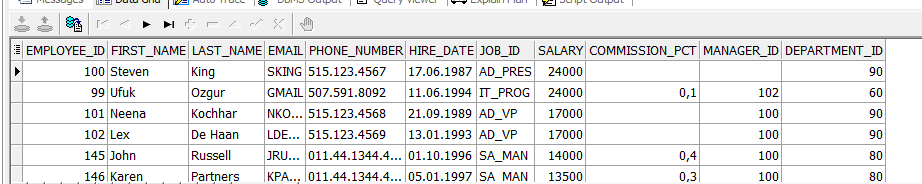 Messages Data Grid Auto Trace DBMS Output Query Viewer Explain Plan Script Output
EMPLOYEE_ID FIRST_NAME LAST_NAME EMAIL PHONE_NUMBER HIRE_DATE JOB_ID SALARY COMMISSION_PCT MANAGER_ID DEPARTMENT_ID
100 Steven King SKING 515.123.4567 17.06.1987 AD_PRES 24000 90
99 Ufuk Ozgur GMAIL 507.591.8092 11.06.1994 IT_PROG 24000 0,1 102 60
101 Neena Kochhar NKO... 515.123.4568 21.09.1989 AD_VP 17000 100 90
102 Lex De Haan LDE... 515.123.4569 13.01.1993 AD_VP 17000 100 90
145 John Russell JRU... 011.44.1344.4... 01.10.1996 SA_MAN 14000 0,4 100 80
146 Karen Partners KPA... 011.44.1344.4... 05.01.1997 SA_MAN 13500 0,3 100 80